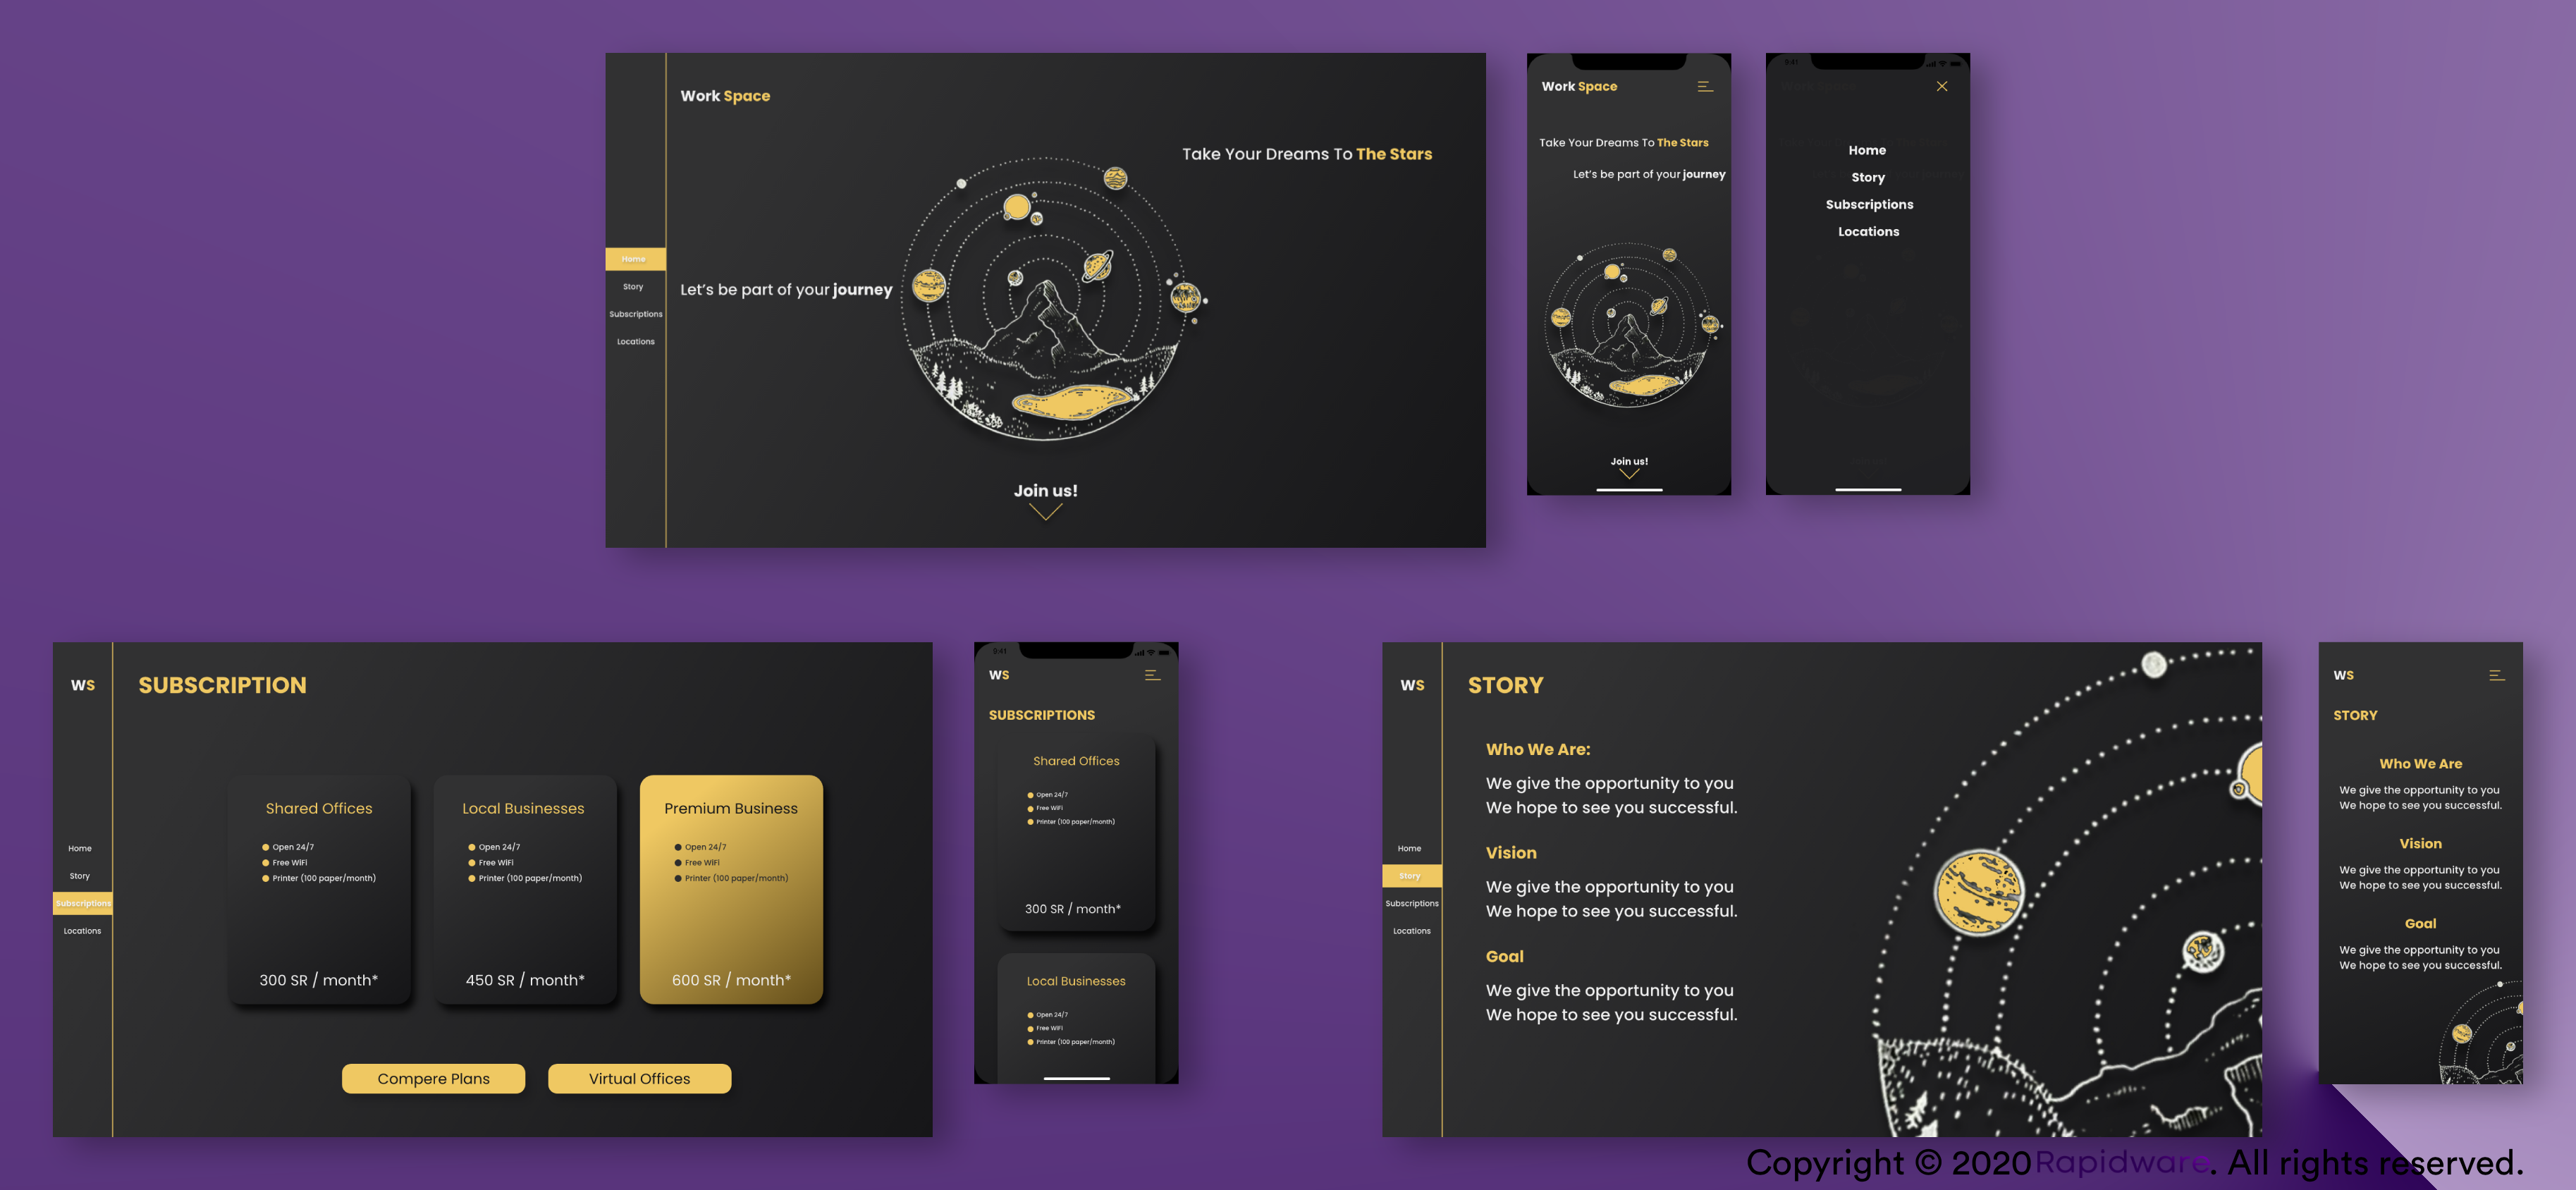 Work Space
Take Your Dreams To The Stars
Let's be part of your journey
Home
Story
Subscriptions
Locations
Join us!
Work Space
Take Your Dreams To The Stars
Let's be part of your journey
Join us!
9:41
Home
Story
Subscriptions
Locations
WS
SUBSCRIPTION
Home
Story
Subscriptions
Locations
Shared Offices
Open 24/7
Free WiFi
Printer (100 paper/month)
300 SR / month*
Local Businesses
Open 24/7
Free WiFi
Printer (100 paper/month)
450 SR / month*
Premium Business
Open 24/7
Free WiFi
Printer (100 paper/month)
600 SR / month*
Compere Plans
Virtual Offices
9:41
WS
SUBSCRIPTIONS
Shared Offices
Open 24/7
Free WiFi
Printer (100 paper/month)
300 SR / month*
Local Businesses
Open 24/7
Free WiFi
Printer (100 paper/month)
WS
STORY
Home
Story
Subscriptions
Locations
Who We Are:
We give the opportunity to you
We hope to see you successful.
Vision
We give the opportunity to you
We hope to see you successful.
Goal
We give the opportunity to you
We hope to see you successful.
WS
STORY
Who We Are
We give the opportunity to you
We hope to see you successful.
Vision
We give the opportunity to you
We hope to see you successful.
Goal
We give the opportunity to you
We hope to see you successful.
Copyright © 2020 Rapidware. All rights reserved.